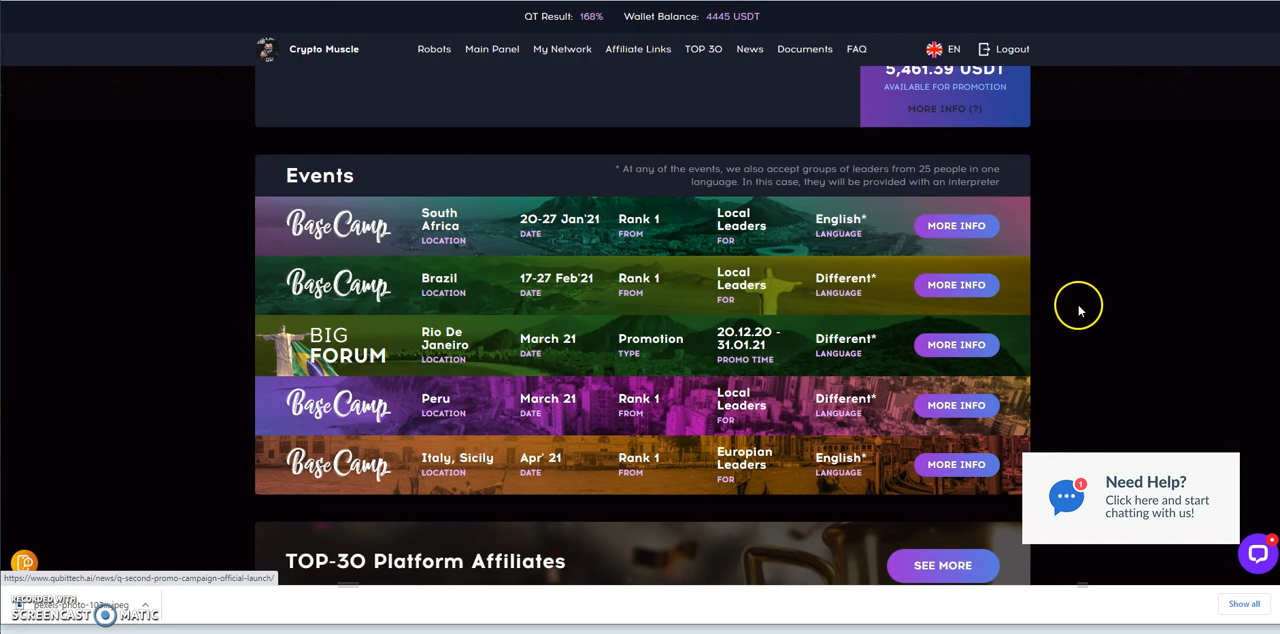 QT Result: 168% Wallet Balance: 4445 USDT
Crypto Muscle Robots Main Panel My Network Affiliate Links TOP 30 News Documents FAQ EN Logout
5,461.39 USDT
AVAILABLE FOR PROMOTION
MORE INFO (?)
Events
* At any of the events, we also accept groups of leaders from 25 people in one
language. In this case, they will be provided with an interpreter
Base Camp
South
Africa
LOCATION
20-27 Jan'21
DATE
Rank 1
FROM
Local
Leaders
FOR
English*
LANGUAGE
MORE INFO
Base Camp
Brazil
LOCATION
17-27 Feb'21
DATE
Rank 1
FROM
Local
Leaders
FOR
Different*
LANGUAGE
MORE INFO
BIG
FORUM
Rio De
Janeiro
LOCATION
March 21
DATE
Promotion
TYPE
20.12.20 -
31.01.21
PROMO TIME
Different*
LANGUAGE
MORE INFO
Base Camp
Peru
LOCATION
March 21
DATE
Rank 1
FROM
Local
Leaders
FOR
Different*
LANGUAGE
MORE INFO
Base Camp
Italy, Sicily
LOCATION
Apr' 21
DATE
Rank 1
FROM
Europian
Leaders
FOR
English*
LANGUAGE
MORE INFO
1
Need Help?
Click here and start
chatting with us!
TOP-30 Platform Affiliates
SEE MORE
https://www.qubittech.ai/news/q-second-promo-campaign-official-launch/
RECORDED WITH
SCREENCAST MATIC
Show all